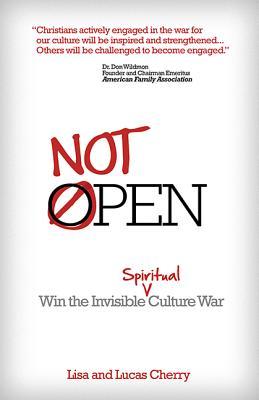 “Christians actively engaged in the war for
our culture will be inspired and strengthened...
Others will be challenged to become engaged.”
Dr. Don Wildmon
Founder and Chairman Emeritus
American Family Association
NOT
OPEN
Spiritual
Win the Invisible Culture War
Lisa and Lucas Cherry